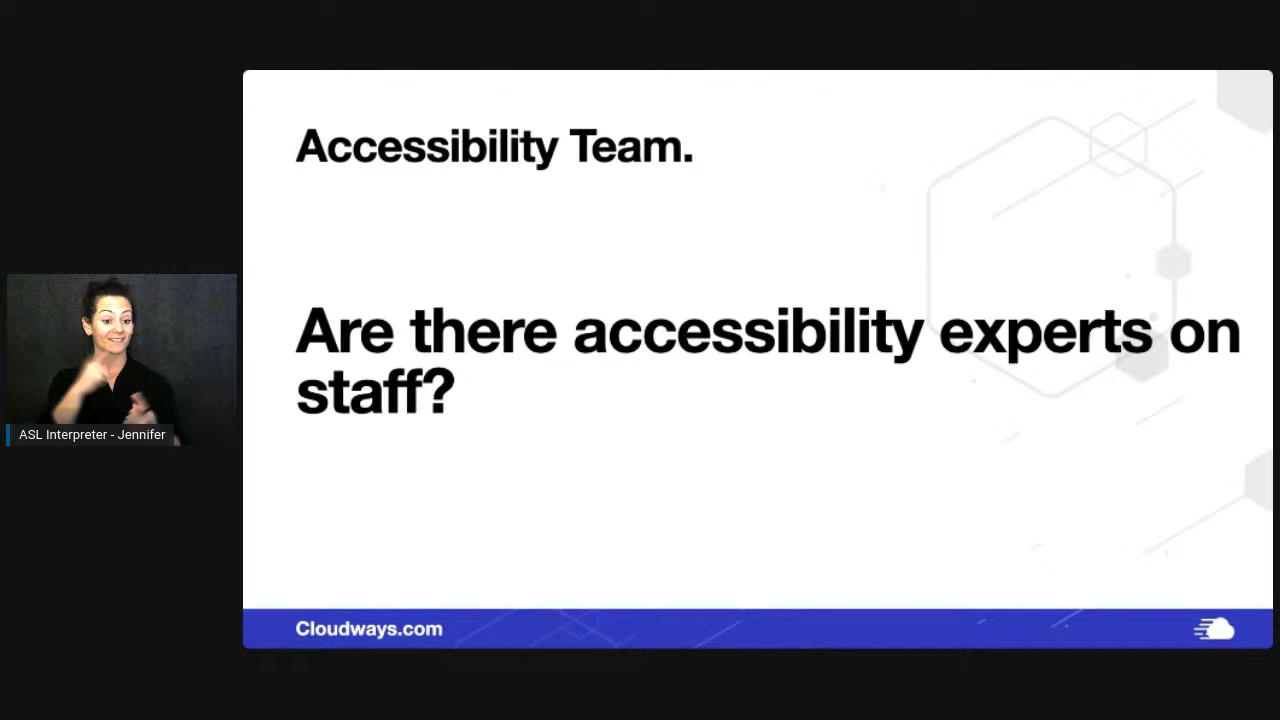 Accessibility Team.
Are there accessibility experts on
staff?
ASL Interpreter - Jennifer
Cloudways.com